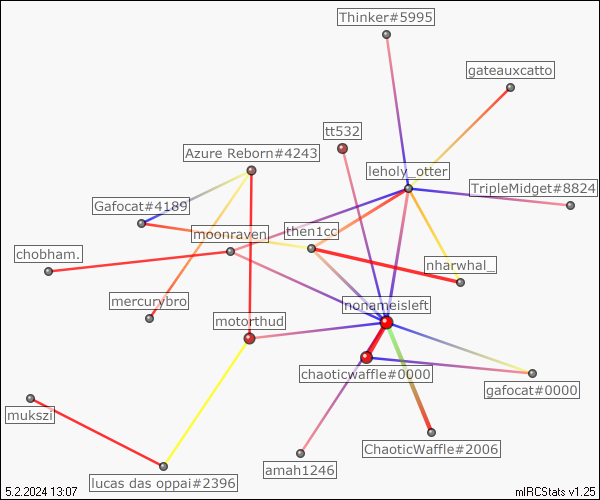 Thinker#5995
gateauxcatto
tt532
Azure Reborn#4243
leholy_otter
TripleMidget#8824
Gafocat#4189
moonraven
then1cc
chobham.
nharwhal_
mercurybro
nonameisleft
motorthud
chaoticwaffle#0000
gafocat#0000
mukszi
ChaoticWaffle#2006
amah1246
lucas das oppai#2396
5.2.2024 13:07
mIRCStats v1.25